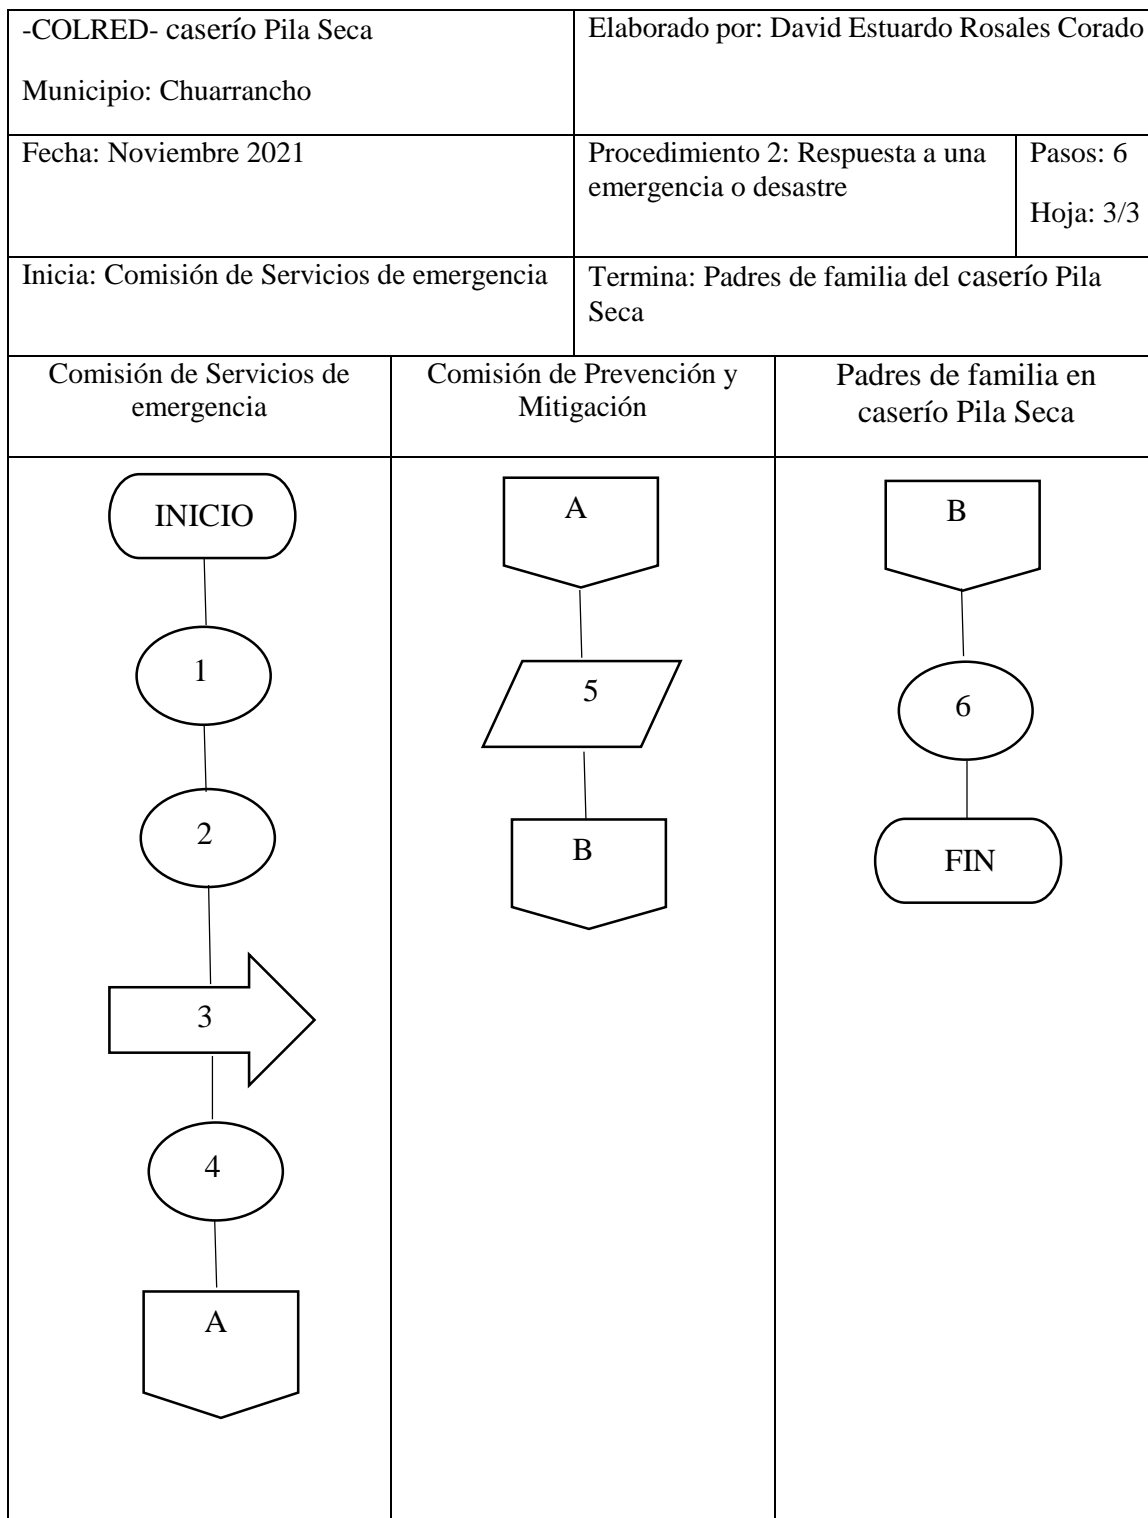 -COLRED- caserío Pila Seca
Municipio: Chuarrancho
Elaborado por: David Estuardo Rosales Corado
Fecha: Noviembre 2021
Procedimiento 2: Respuesta a una
emergencia o desastre
Pasos: 6
Hoja: 3/3
Inicia: Comisión de Servicios de emergencia
Termina: Padres de familia del caserío Pila
Seca
Comisión de Servicios de
emergencia
Comisión de Prevención y
Mitigación
Padres de familia en
caserío Pila Seca
INICIO
1
2
3
4
A
A
5
B
B
6
FIN